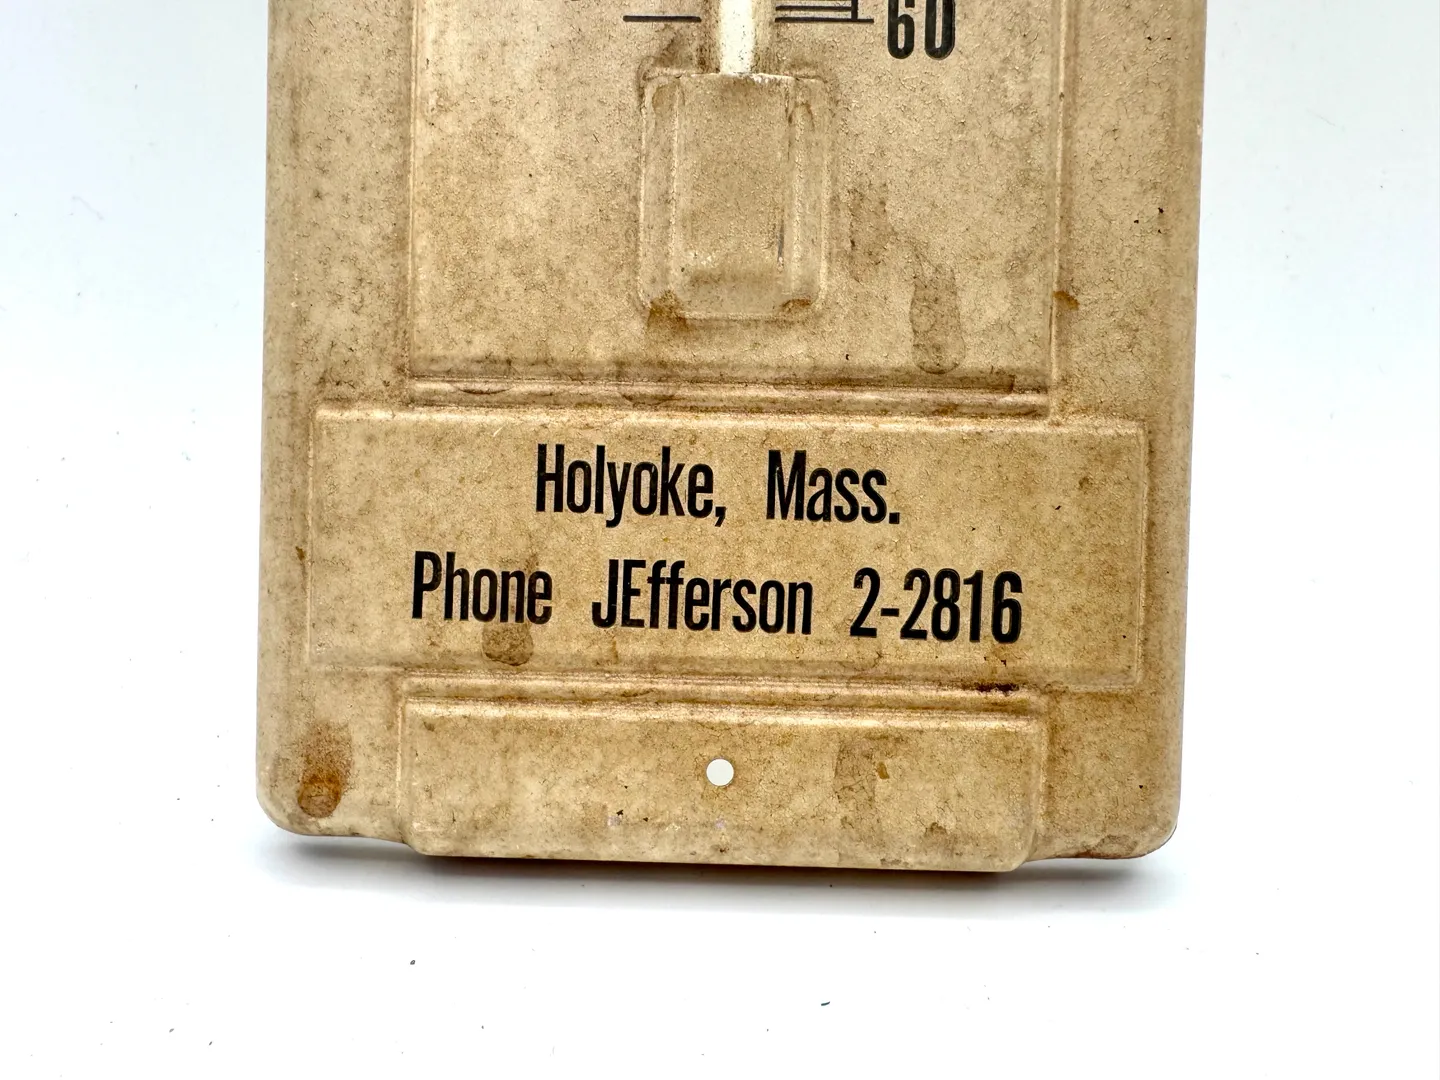 60
Holyoke, Mass.
Phone JEfferson 2-2816